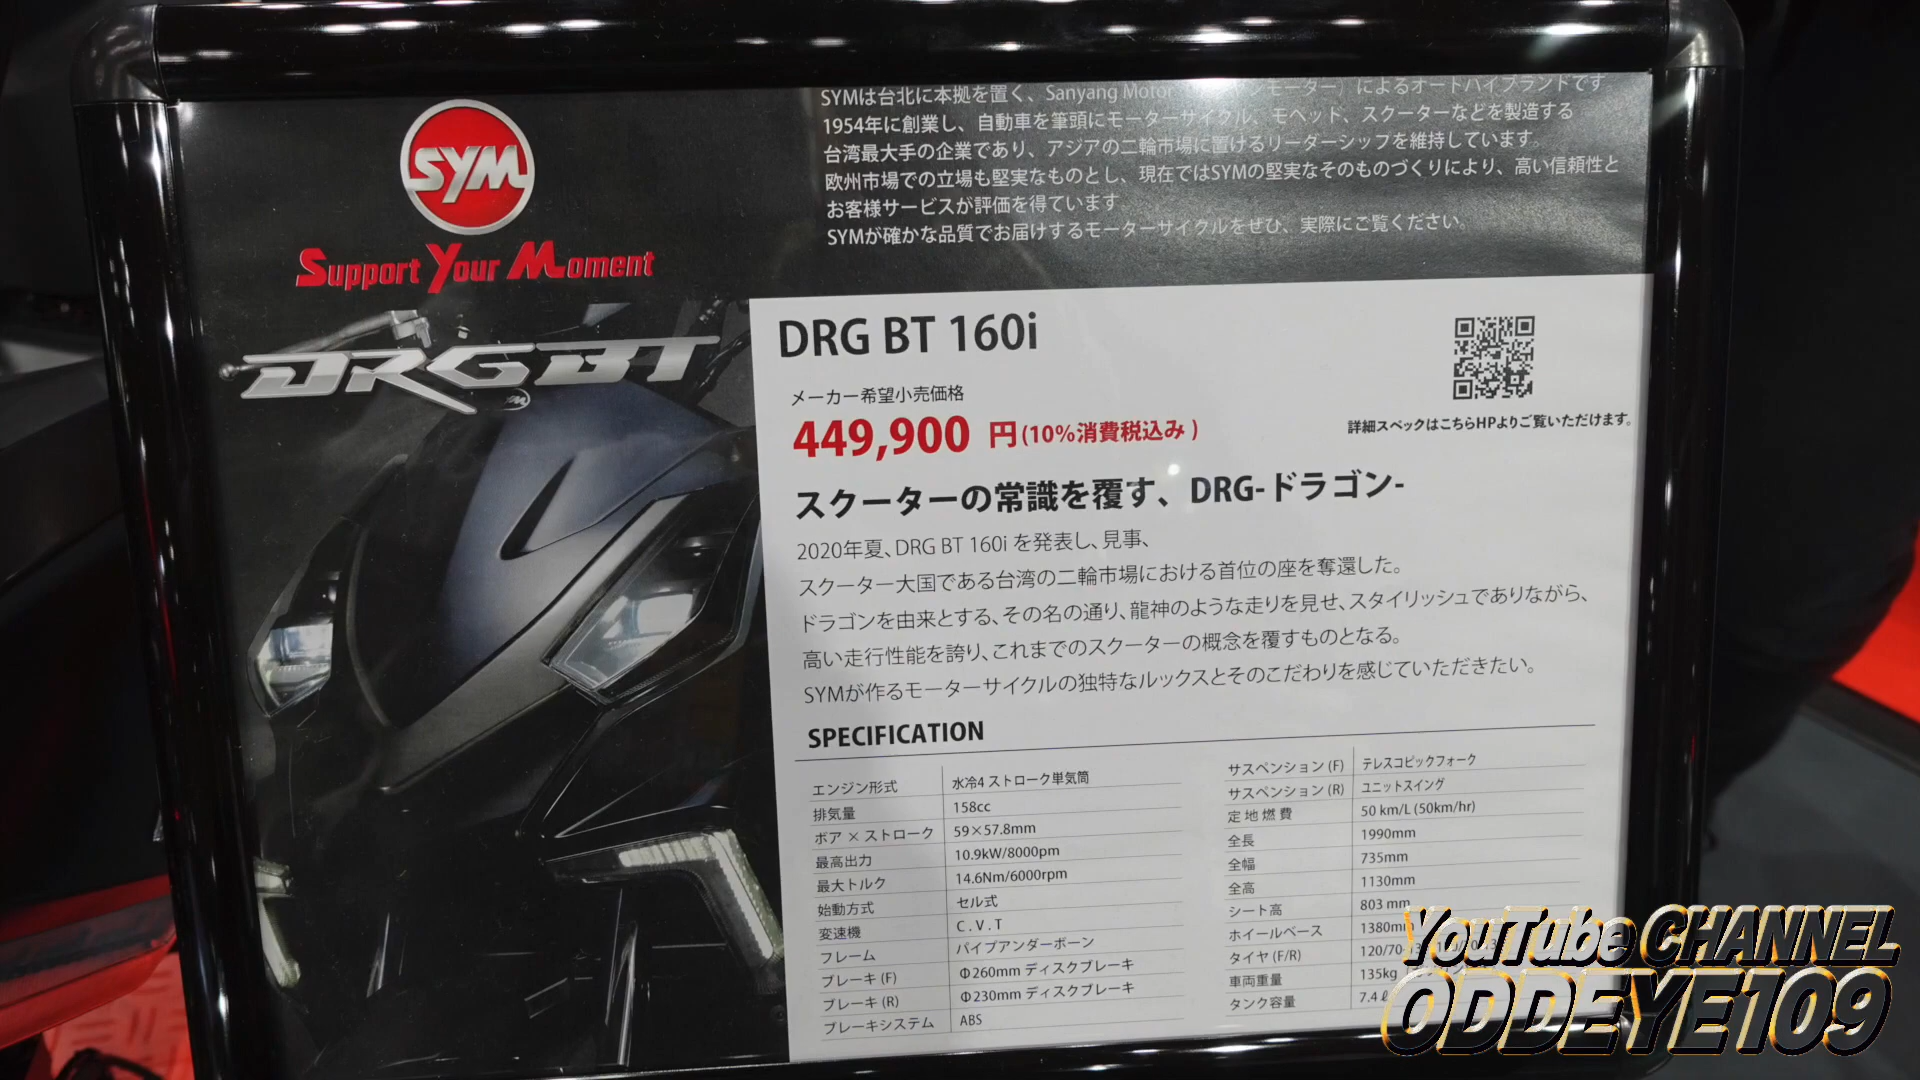 SYM
Support Your Moment
SYMは台北に本拠を置く、Sanyang Motor モーター）によるオートバイブランドです
1954年に創業し、自動車を筆頭にモーターサイクル、モペッド、スクーターなどを製造する
台湾最大手の企業であり、アジアの二輪市場に置けるリーダーシップを維持しています。
欧州市場での立場も堅実なものとし、現在ではSYMの堅実なそのものづくりにより、高い信頼性と
お客様サービスが評価を得ています。
SYMが確かな品質でお届けするモーターサイクルをぜひ、実際にご覧ください。
DRG BT
DRG BT 160i
メーカー希望小売価格
449,900 円(10%消費税込み)
詳細スペックはこちらHPよりご覧いただけます。
スクーターの常識を覆す、DRG-ドラゴン-
2020年夏、DRG BT 160i を発表し、見事、
スクーター大国である台湾の二輪市場における首位の座を奪還した。
ドラゴンを由来とする、その名の通り、龍神のような走りを見せ、スタイリッシュでありながら、
高い走行性能を誇り、これまでのスクーターの概念を覆すものとなる。
SYMが作るモーターサイクルの独特なルックスとそのこだわりを感じていただきたい。
SPECIFICATION
エンジン形式 水冷4 ストローク単気筒
排気量 158cc
ボア × ストローク 59×57.8mm
最高出力 10.9kW/8000pm
最大トルク 14.6Nm/6000rpm
始動方式 セル式
変速機 C.V.T
フレーム パイプアンダーボーン
ブレーキ (F) Φ260mm ディスクブレーキ
ブレーキ (R) Φ230mm ディスクブレーキ
ブレーキシステム ABS
サスペンション (F) テレスコピックフォーク
サスペンション (R) ユニットスイング
定地燃費 50 km/L (50km/hr)
全長 1990mm
全幅 735mm
全高 1130mm
シート高 803 mm
ホイールベース 1380mm
タイヤ (F/R) 120/70-
車両重量 135kg
タンク容量 7.4 ℓ
YouTube CHANNEL
ODDEYE109